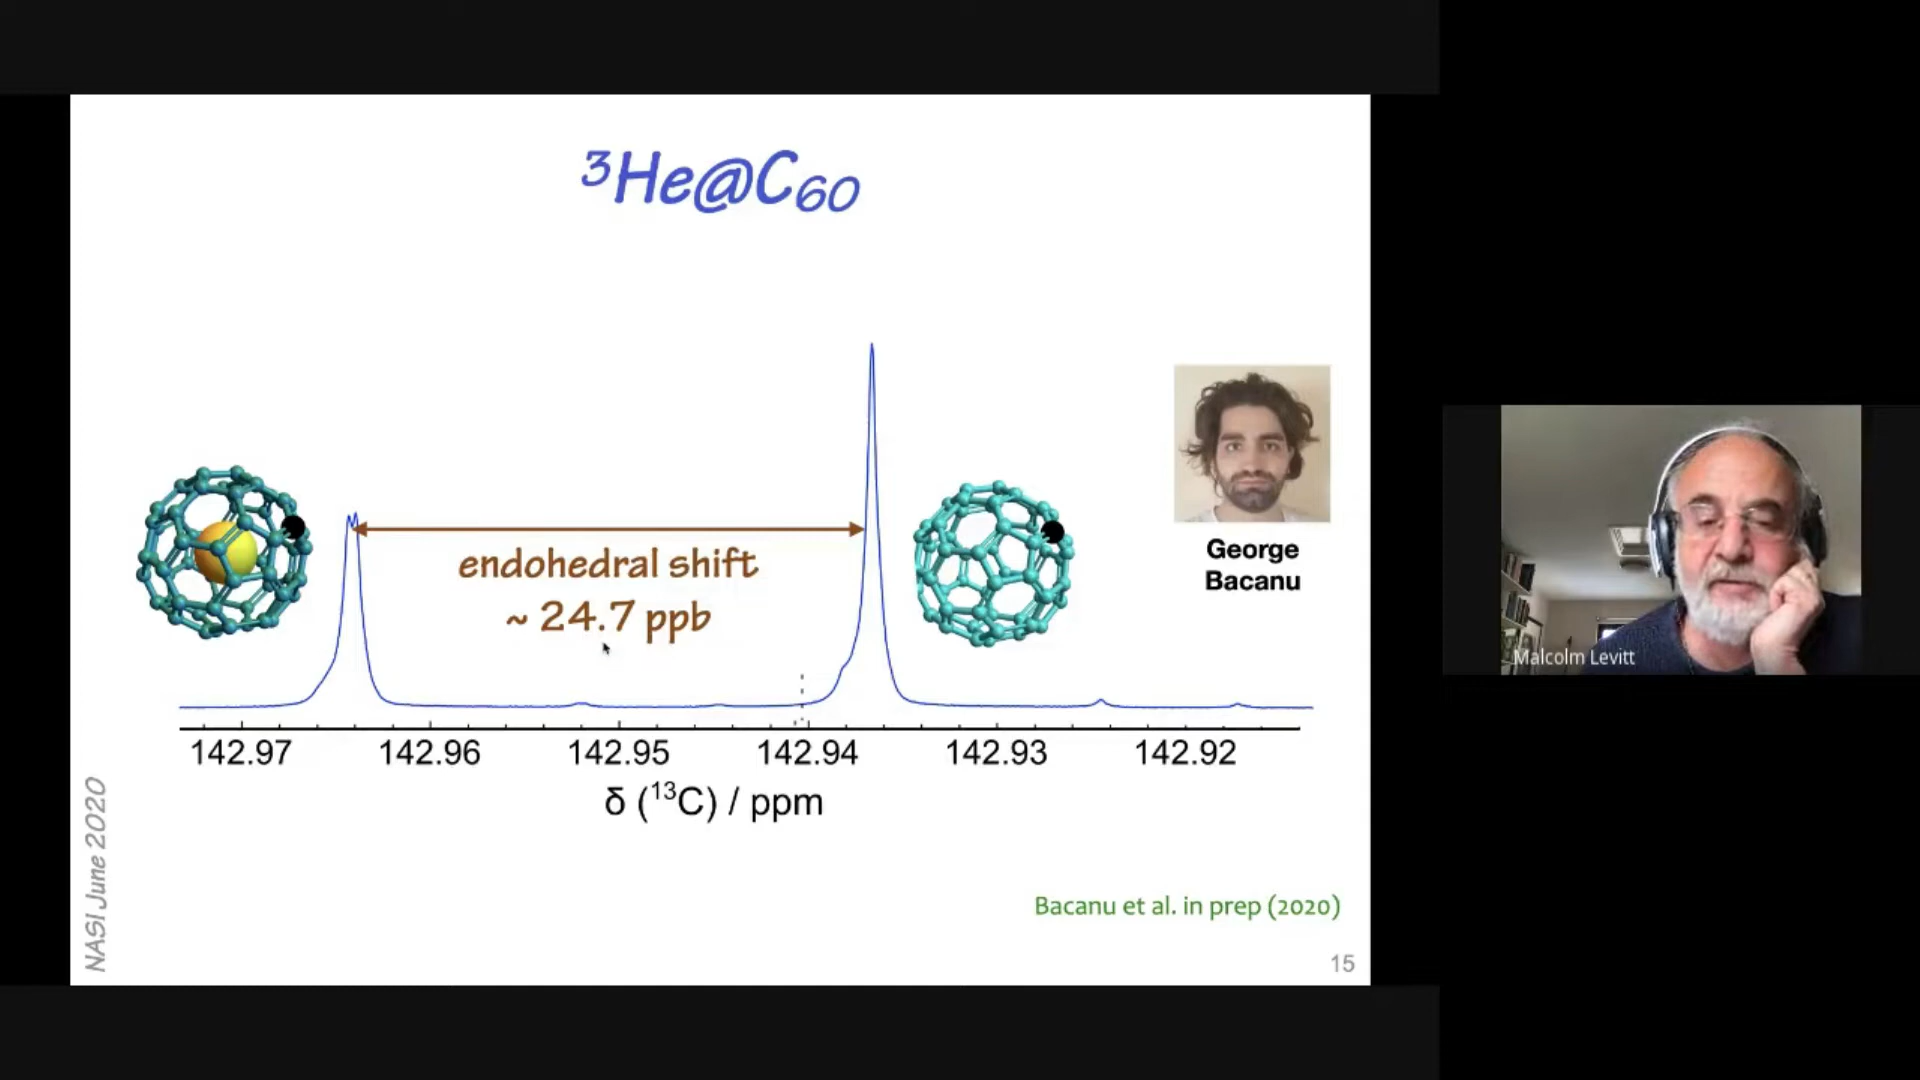 ³He@C₆₀
endohedral shift
~ 24.7 ppb
George
Bacanu
142.97 142.96 142.95 142.94 142.93 142.92
δ (¹³C) / ppm
Bacanu et al. in prep (2020)
15
NASI June 2020
Malcolm Levitt